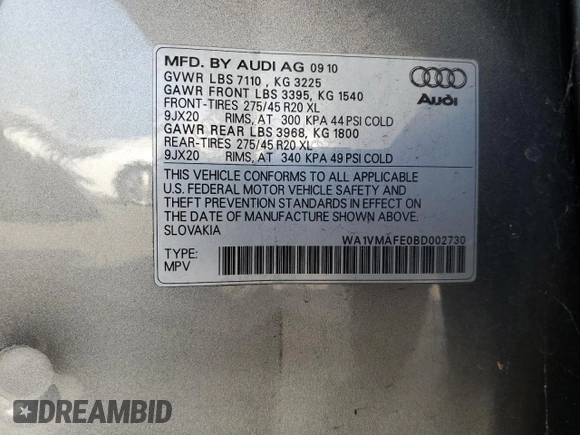 MFD. BY AUDI AG 09 10
GVWR LBS 7110 , KG 3225
GAWR FRONT LBS 3395, KG 1540
FRONT-TIRES 275/45 R20 XL
9JX20 RIMS, AT 300 KPA 44 PSI COLD
GAWR REAR LBS 3968, KG 1800
REAR-TIRES 275/45 R20 XL
9JX20 RIMS, AT 340 KPA 49 PSI COLD
Audi
THIS VEHICLE CONFORMS TO ALL APPLICABLE
U.S. FEDERAL MOTOR VEHICLE SAFETY AND
THEFT PREVENTION STANDARDS IN EFFECT ON
THE DATE OF MANUFACTURE SHOWN ABOVE.
SLOVAKIA
WA1VMAFE0BD002730
TYPE:
MPV
DREAMBID